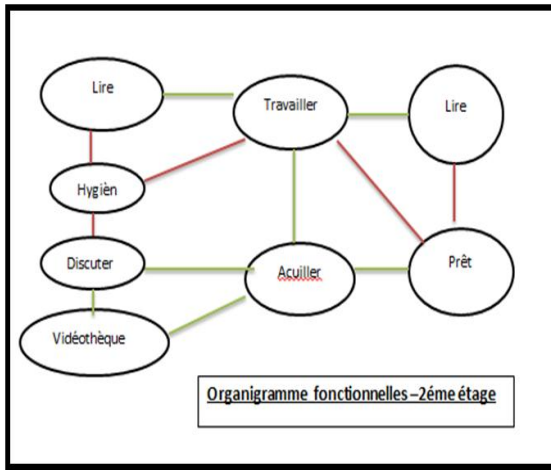 Lire
Travailler
Lire
Hygièn
Discuter
Acuiller
Prêt
Vidéothèque
Organigramme fonctionnelles –2éme étage